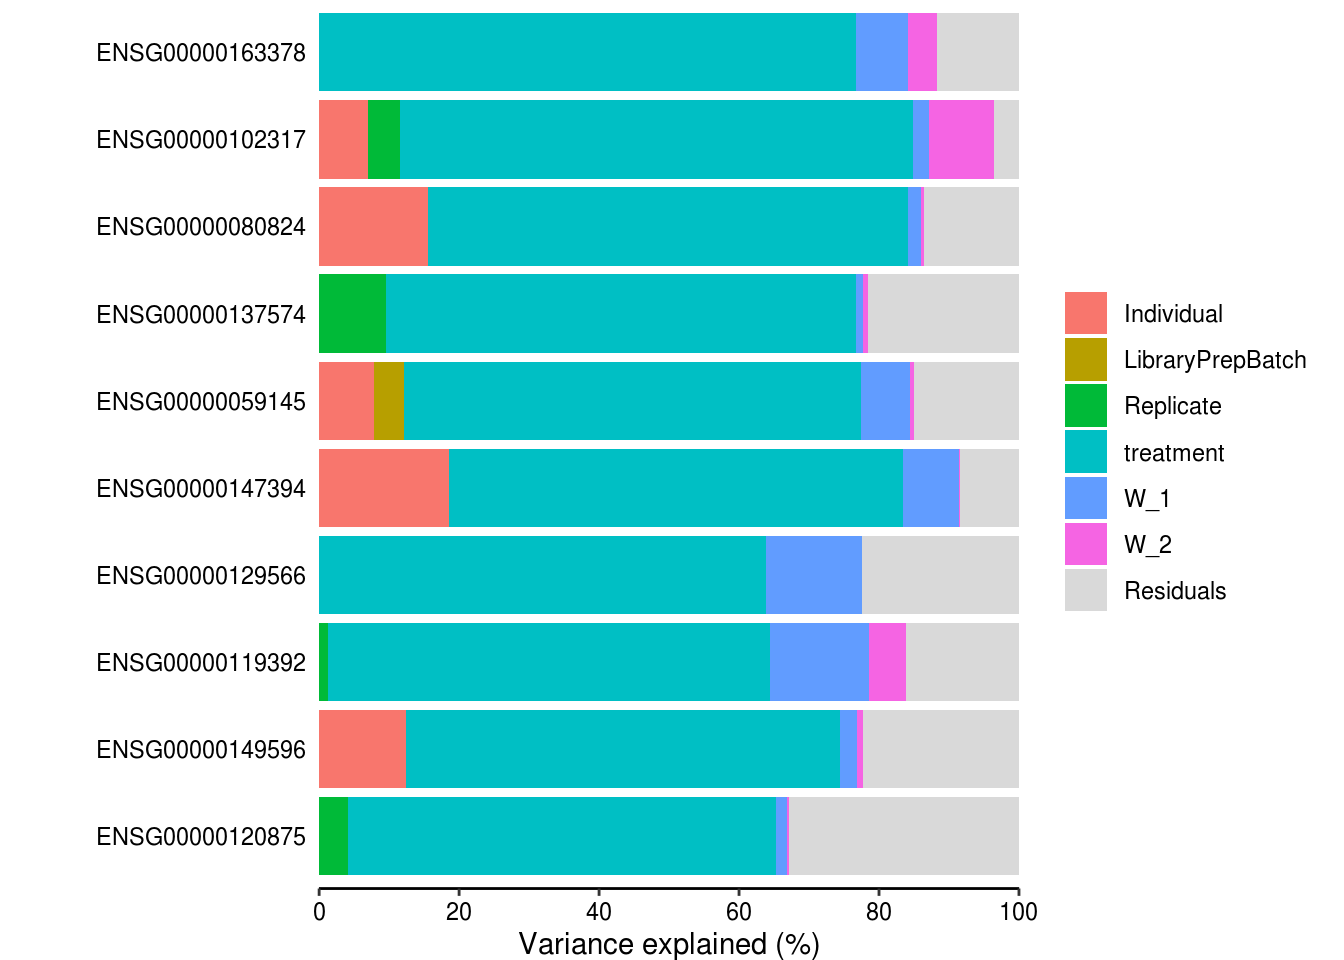 ENSG00000163378
ENSG00000102317
ENSG00000080824
ENSG00000137574
ENSG00000059145
ENSG00000147394
ENSG00000129566
ENSG00000119392
ENSG00000149596
ENSG00000120875
0 20 40 60 80 100
Variance explained (%)
Individual
LibraryPrepBatch
Replicate
treatment
W_1
W_2
Residuals